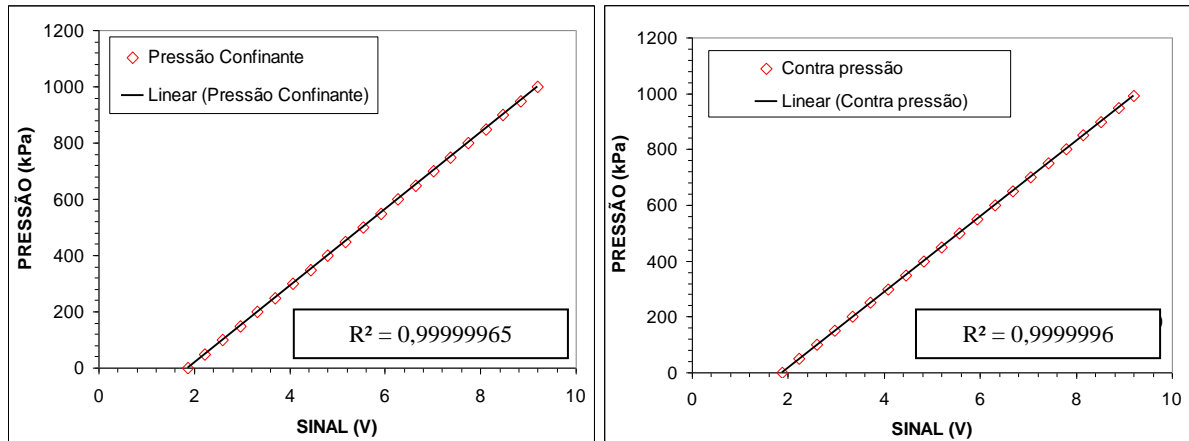 1200
1000
800
600
400
200
0
PRESSÃO (kPa)
Pressão Confinante
Linear (Pressão Confinante)
R² = 0,99999965
0 2 4 6 8 10
SINAL (V)
1200
1000
800
600
400
200
0
PRESSÃO (kPa)
Contra pressão
Linear (Contra pressão)
R² = 0,9999996
0 2 4 6 8 10
SINAL (V)